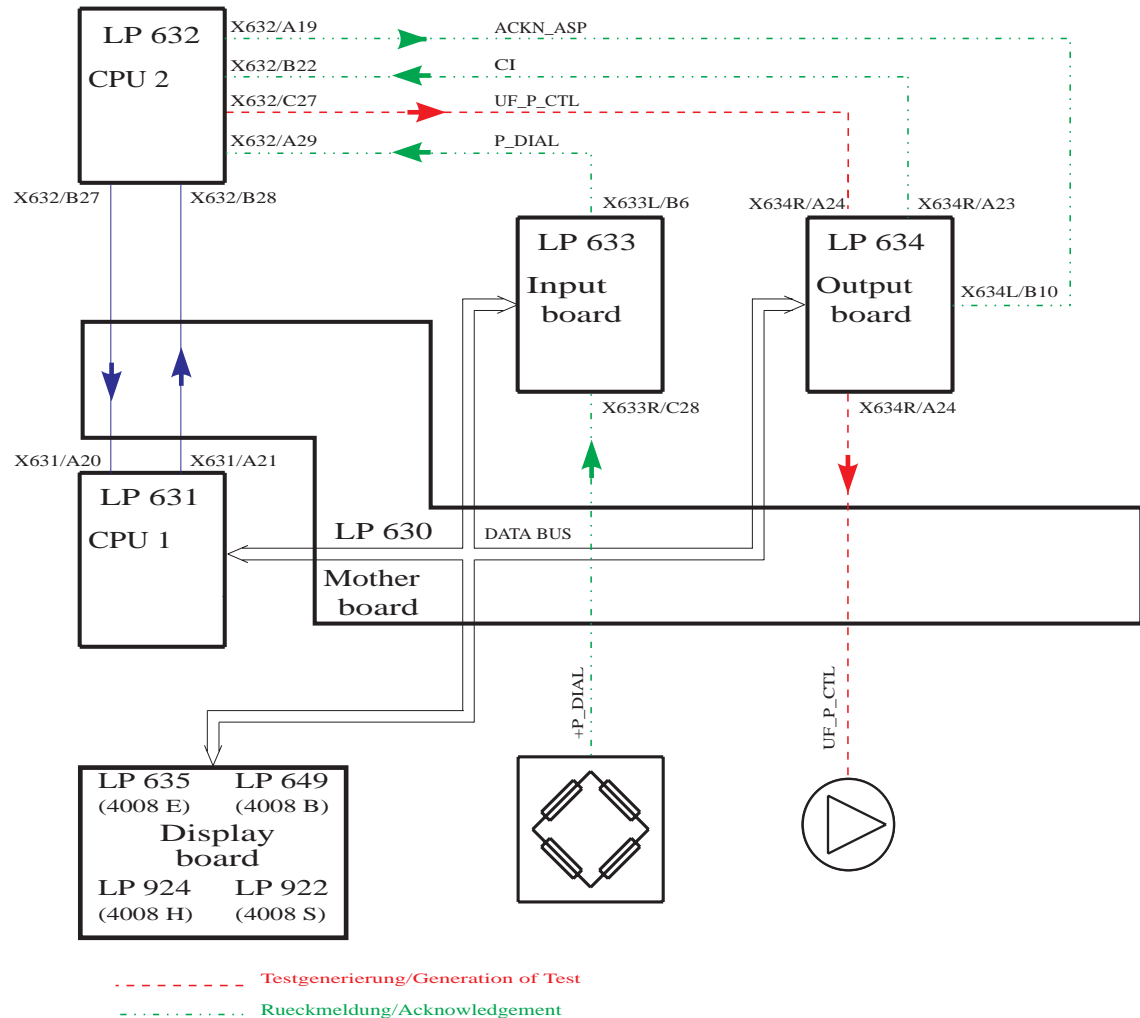 LP 632
CPU 2
X632/A19
ACKN_ASP
X632/B22
CI
X632/C27
UF_P_CTL
X632/A29
P_DIAL
X632/B27
X632/B28
X633L/B6
X634R/A24
X634R/A23
LP 633
Input
board
LP 634
Output
board
X634L/B10
X633R/C28
X634R/A24
X631/A20
X631/A21
LP 631
CPU 1
LP 630
DATA BUS
Mother
board
+P_DIAL
UF_P_CTL
LP 635
LP 649
(4008 E)
(4008 B)
Display
board
LP 924
LP 922
(4008 H)
(4008 S)
Testgenerierung/Generation of Test
Rueckmeldung/Acknowledgement